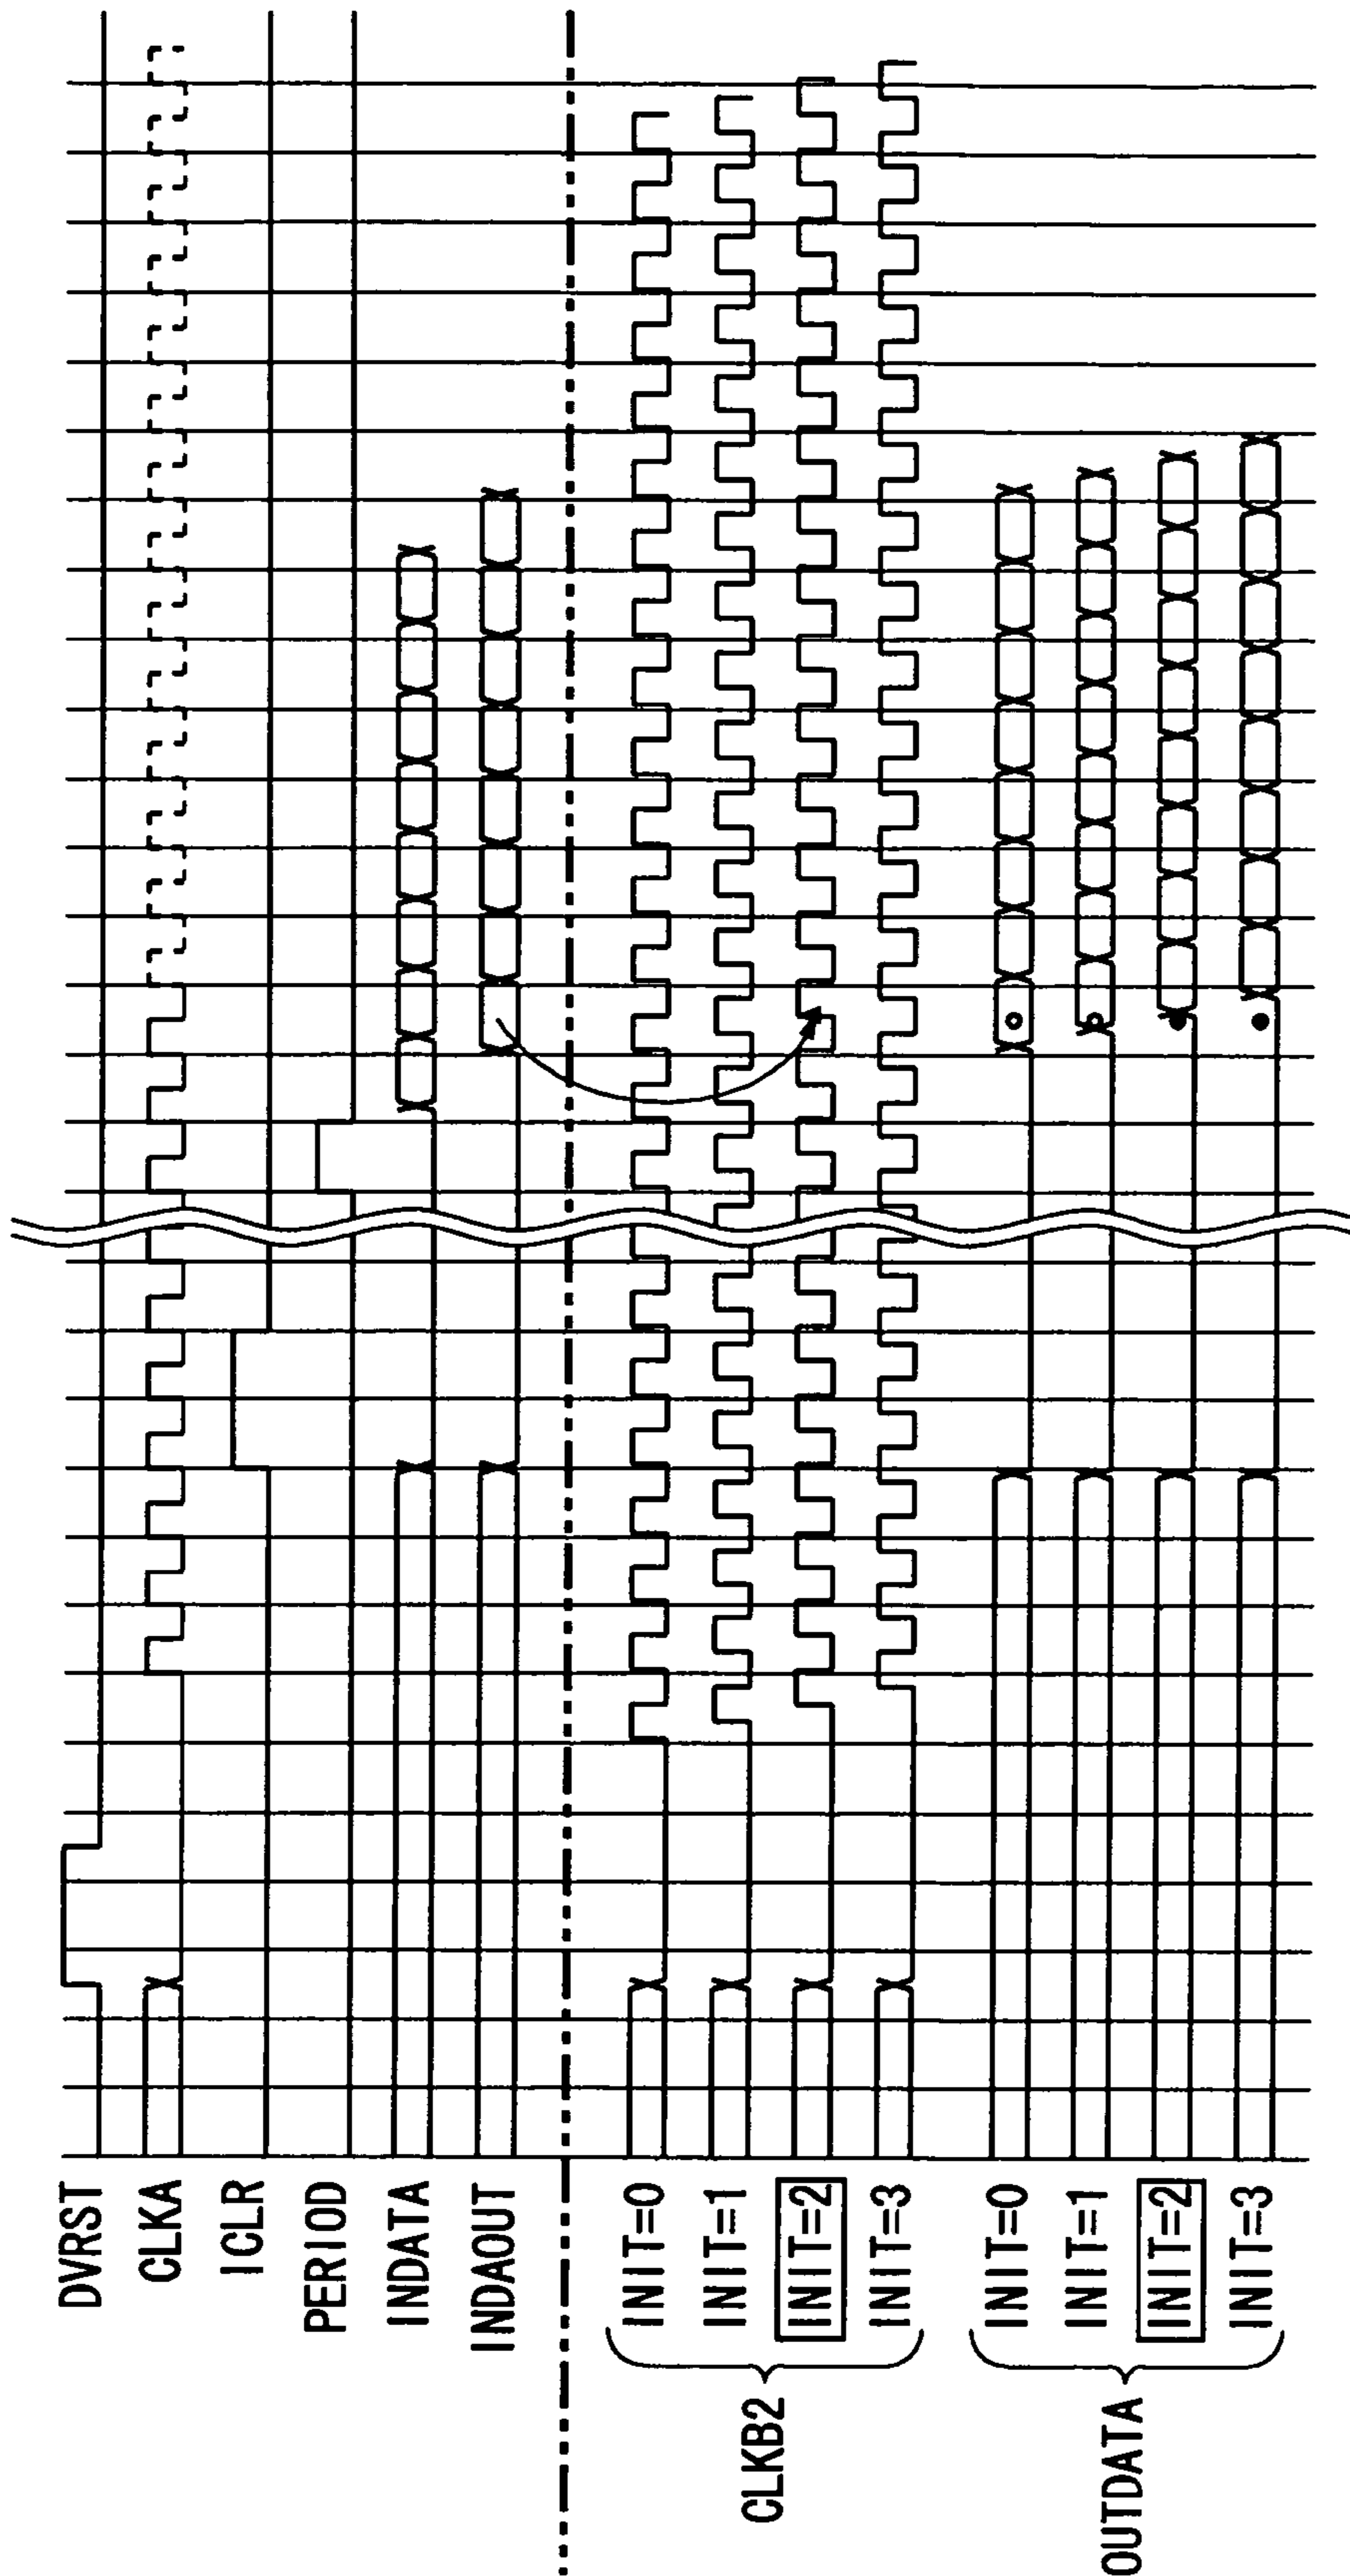 DVRST
CLKA
ICLR
PERIOD
INDATA
INDAOUT
CLKB2
INIT=0
INIT=1
INIT=2
INIT=3
OUTDATA
INIT=0
INIT=1
INIT=2
INIT=3